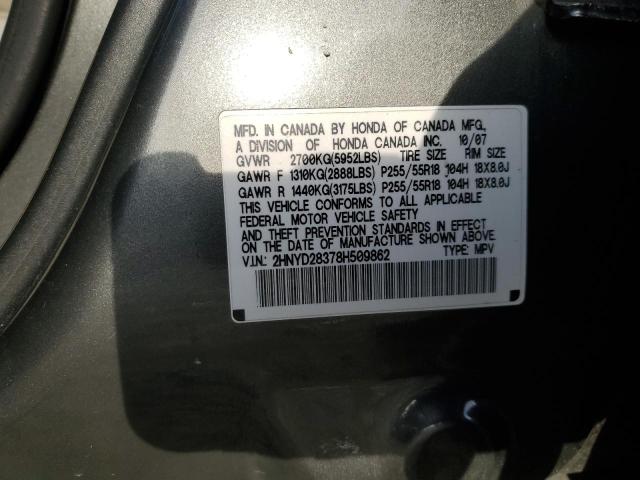 MFD. IN CANADA BY HONDA OF CANADA MFG.,
A DIVISION OF HONDA CANADA INC. 10/07
GVWR 2700KG(5952LBS) TIRE SIZE RIM SIZE
GAWR F 1310KG(2888LBS) P255/55R18 104H 18X8.0J
GAWR R 1440KG(3175LBS) P255/55R18 104H 18X8.0J
THIS VEHICLE CONFORMS TO ALL APPLICABLE
FEDERAL MOTOR VEHICLE SAFETY
AND THEFT PREVENTION STANDARDS IN EFFECT
ON THE DATE OF MANUFACTURE SHOWN ABOVE.
V.I.N.: 2HNYD28378H509862 TYPE: MPV